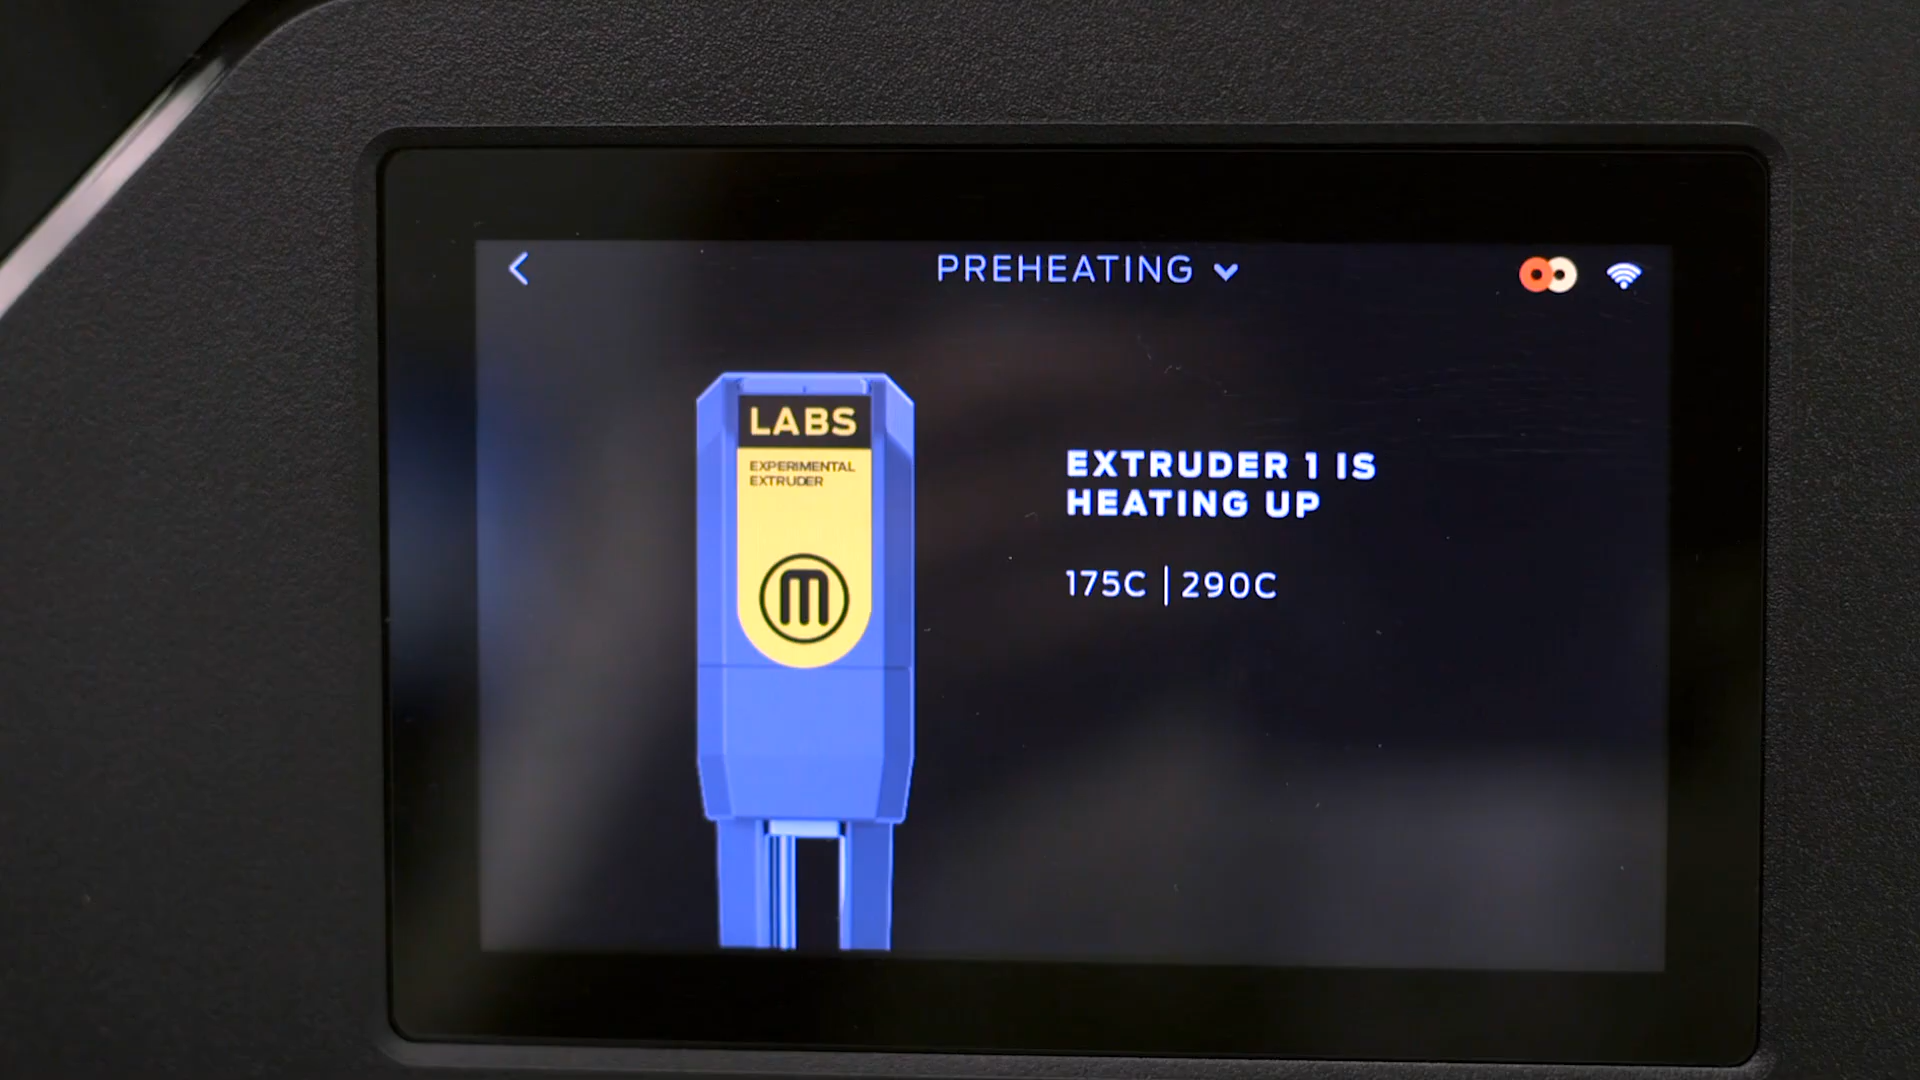 PREHEATING
LABS
EXPERIMENTAL
EXTRUDER
EXTRUDER 1 IS
HEATING UP
175C | 290C